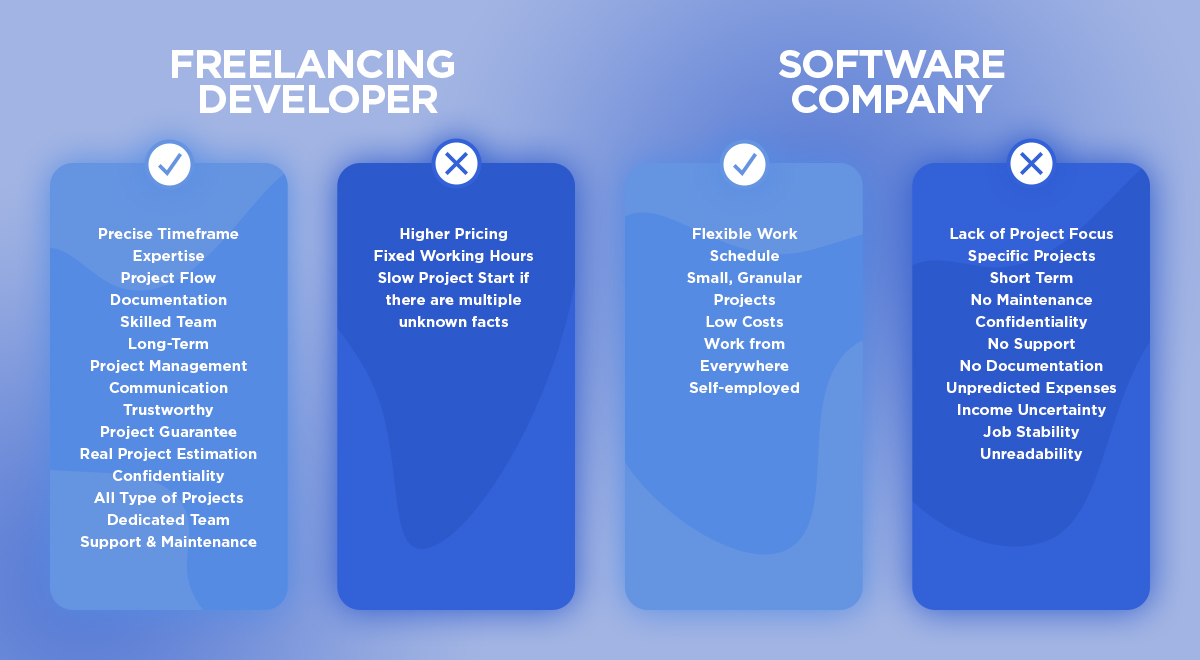 FREELANCING
DEVELOPER
Precise Timeframe
Expertise
Project Flow
Documentation
Skilled Team
Long-Term
Project Management
Communication
Trustworthy
Project Guarantee
Real Project Estimation
Confidentiality
All Type of Projects
Dedicated Team
Support & Maintenance
Higher Pricing
Fixed Working Hours
Slow Project Start if
there are multiple
unknown facts
SOFTWARE
COMPANY
Flexible Work
Schedule
Small, Granular
Projects
Low Costs
Work from
Everywhere
Self-employed
Lack of Project Focus
Specific Projects
Short Term
No Maintenance
Confidentiality
No Support
No Documentation
Unpredicted Expenses
Income Uncertainty
Job Stability
Unreadability